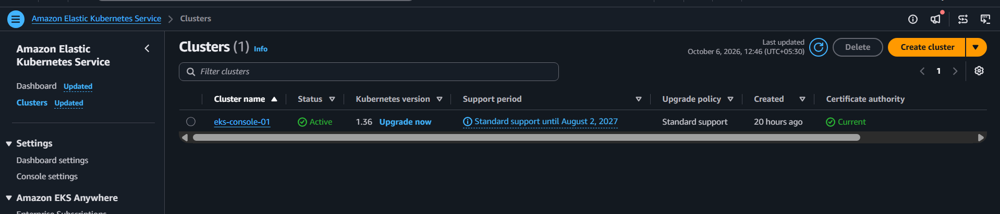 Amazon Elastic Kubernetes Service > Clusters
Amazon Elastic
Kubernetes Service
Dashboard Updated
Clusters Updated
Settings
Dashboard settings
Console settings
Amazon EKS Anywhere
Enterprise Subscriptions
Clusters (1) Info
Last updated
October 6, 2026, 12:46 (UTC+05:30)
Delete
Create cluster
Filter clusters
1
Cluster name Status Kubernetes version Support period Upgrade policy Created Certificate authority
eks-console-01 Active 1.36 Upgrade now Standard support until August 2, 2027 Standard support 20 hours ago Current